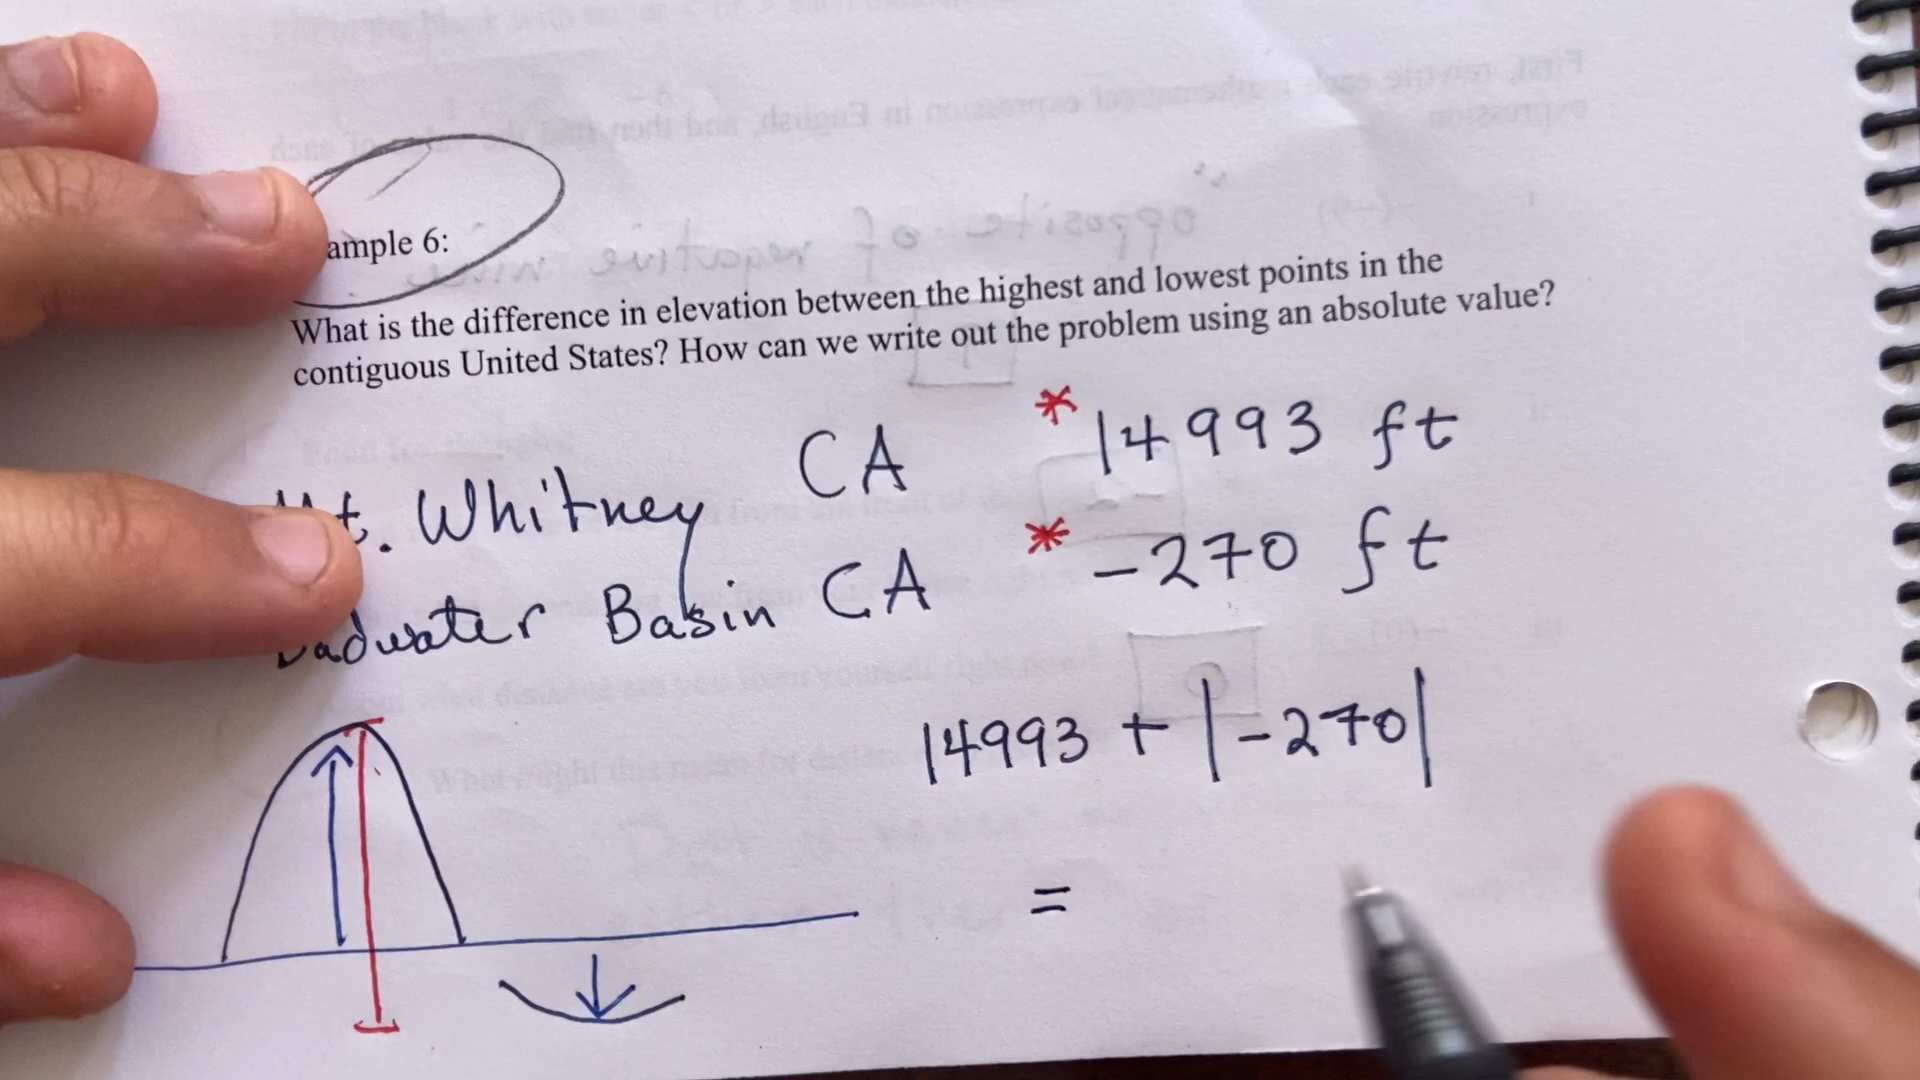 ample 6:
What is the difference in elevation between the highest and lowest points in the
contiguous United States? How can we write out the problem using an absolute value?
Mt. Whitney CA * 14993 ft
Badwater Basin CA * -270 ft
14993 + |-270|
=